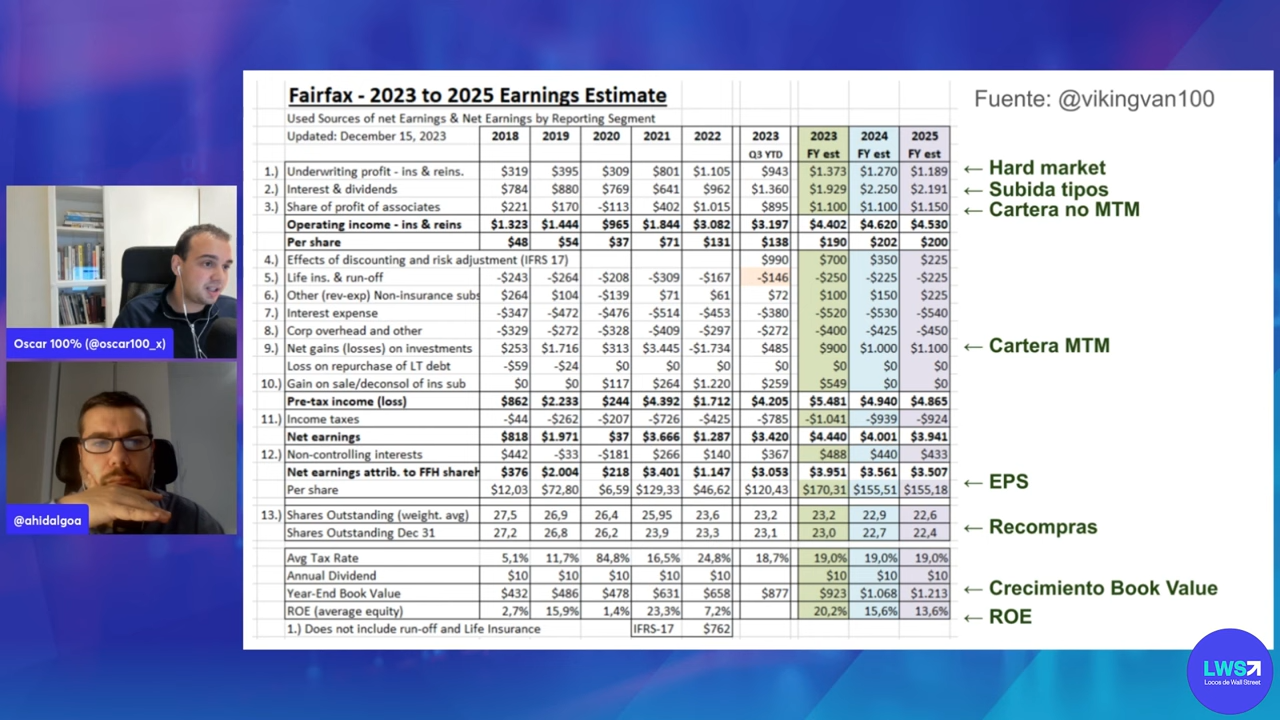 Fairfax - 2023 to 2025 Earnings Estimate
Fuente: @vikingvan100
Used Sources of net Earnings & Net Earnings by Reporting Segment
Updated: December 15, 2023 2018 2019 2020 2021 2022 2023 2023 2024 2025
Q3 YTD FY est FY est FY est
1.) Underwriting profit - ins & reins. $319 $395 $309 $801 $1.105 $943 $1.373 $1.270 $1.189 ← Hard market
2.) Interest & dividends $784 $880 $769 $641 $962 $1.360 $1.929 $2.250 $2.191 ← Subida tipos
3.) Share of profit of associates $221 $170 -$113 $402 $1.015 $895 $1.100 $1.100 $1.150 ← Cartera no MTM
Operating income - ins & reins $1.323 $1.444 $965 $1.844 $3.082 $3.197 $4.402 $4.620 $4.530
Per share $48 $54 $37 $71 $131 $138 $190 $202 $200
4.) Effects of discounting and risk adjustment (IFRS 17) $990 $700 $350 $225
5.) Life ins. & run-off -$243 -$264 -$208 -$309 -$167 -$146 -$250 -$225 -$225
6.) Other (rev-exp) Non-insurance subs $264 $104 -$139 $71 $61 $72 $100 $150 $225
7.) Interest expense -$347 -$472 -$476 -$514 -$453 -$380 -$520 -$530 -$540
8.) Corp overhead and other -$329 -$272 -$328 -$409 -$297 -$272 -$400 -$425 -$450
9.) Net gains (losses) on investments $253 $1.716 $313 $3.445 -$1.734 $485 $900 $1.000 $1.100 ← Cartera MTM
Loss on repurchase of LT debt -$59 -$24 $0 $0 $0 $0 $0 $0 $0
10.) Gain on sale/deconsol of ins sub $0 $0 $117 $264 $1.220 $259 $549 $0 $0
Pre-tax income (loss) $862 $2.233 $244 $4.392 $1.712 $4.205 $5.481 $4.940 $4.865
11.) Income taxes -$44 -$262 -$207 -$726 -$425 -$785 -$1.041 -$939 -$924
Net earnings $818 $1.971 $37 $3.666 $1.287 $3.420 $4.440 $4.001 $3.941
12.) Non-controlling interests $442 -$33 -$181 $266 $140 $367 $488 $440 $433
Net earnings attrib. to FFH shareh $376 $2.004 $218 $3.401 $1.147 $3.053 $3.951 $3.561 $3.507
Per share $12,03 $72,80 $6,59 $129,33 $46,62 $120,43 $170,31 $155,51 $155,18 ← EPS
13.) Shares Outstanding (weight. avg) 27,5 26,9 26,4 25,95 23,6 23,2 23,2 22,9 22,6
Shares Outstanding Dec 31 27,2 26,8 26,2 23,9 23,3 23,1 23,0 22,7 22,4 ← Recompras
Avg Tax Rate 5,1% 11,7% 84,8% 16,5% 24,8% 18,7% 19,0% 19,0% 19,0%
Annual Dividend $10 $10 $10 $10 $10 $10 $10 $10
Year-End Book Value $432 $486 $478 $631 $658 $877 $923 $1.068 $1.213 ← Crecimiento Book Value
ROE (average equity) 2,7% 15,9% 1,4% 23,3% 7,2% 20,2% 15,6% 13,6% ← ROE
1.) Does not include run-off and Life Insurance IFRS-17 $762
Oscar 100% (@oscar100_x)
@ahidalgoa
LWS
Locos de Wall Street